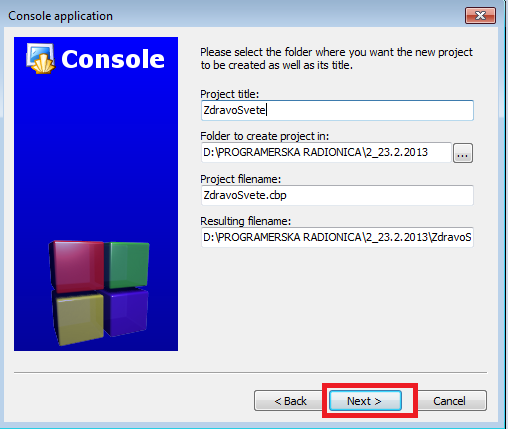 Console application
Console
Please select the folder where you want the new project
to be created as well as its title.
Project title:
ZdravoSvete
Folder to create project in:
D:\PROGRAMERSKA RADIONICA\2_23.2.2013
...
Project filename:
ZdravoSvete.cbp
Resulting filename:
D:\PROGRAMERSKA RADIONICA\2_23.2.2013\ZdravoS
< Back
Next >
Cancel